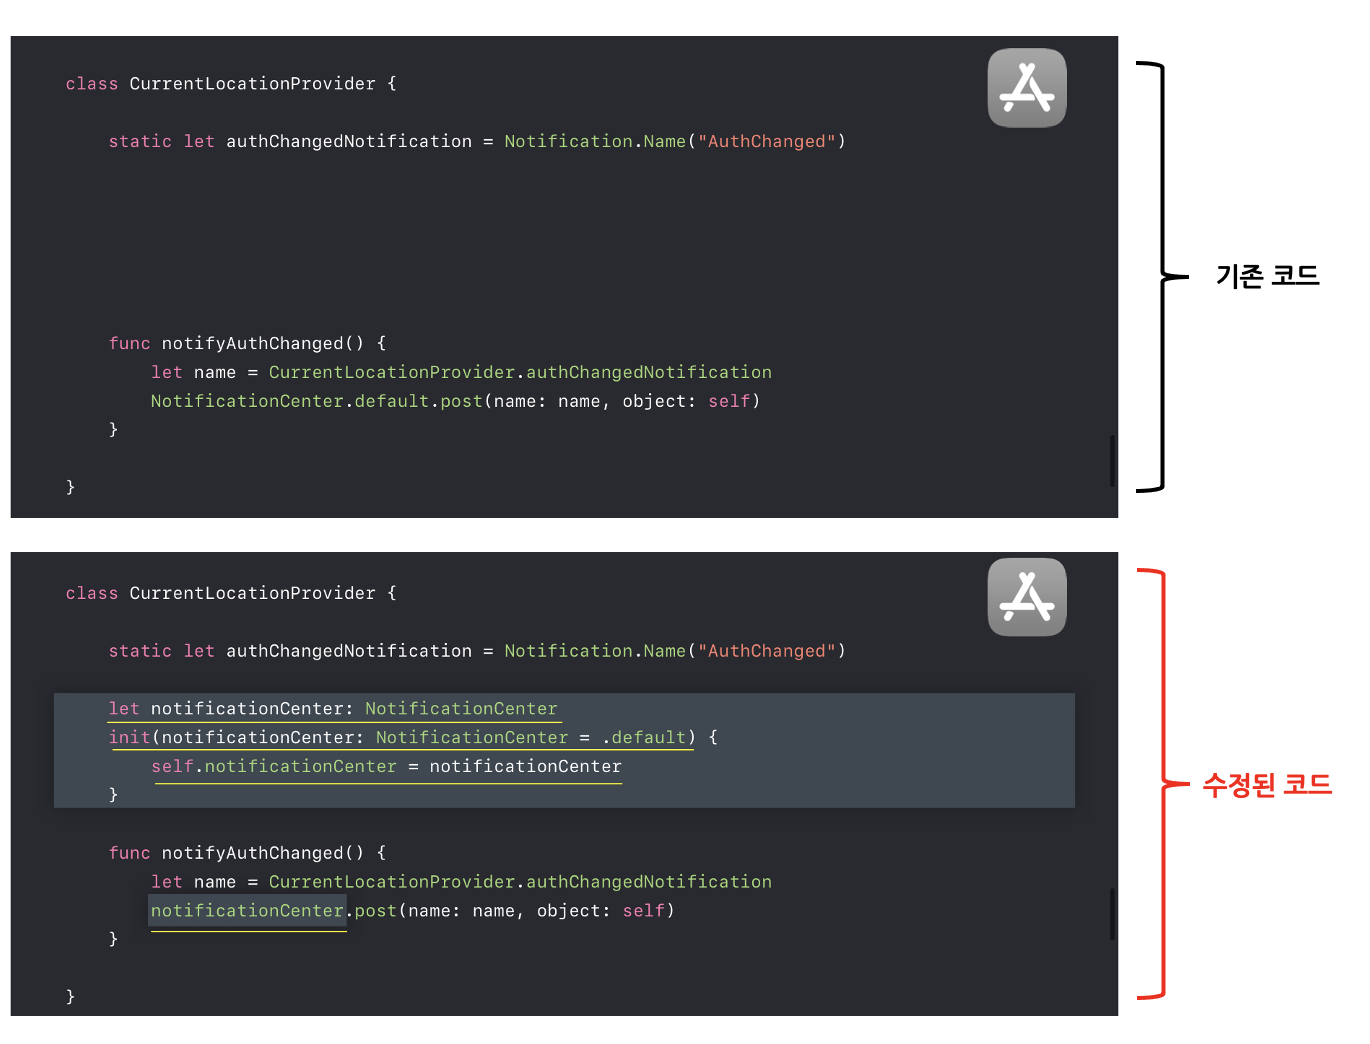 class CurrentLocationProvider {
static let authChangedNotification = Notification.Name("AuthChanged")
func notifyAuthChanged() {
let name = CurrentLocationProvider.authChangedNotification
NotificationCenter.default.post(name: name, object: self)
}
}
기존 코드
class CurrentLocationProvider {
static let authChangedNotification = Notification.Name("AuthChanged")
let notificationCenter: NotificationCenter
init(notificationCenter: NotificationCenter = .default) {
self.notificationCenter = notificationCenter
}
func notifyAuthChanged() {
let name = CurrentLocationProvider.authChangedNotification
notificationCenter.post(name: name, object: self)
}
}
수정된 코드